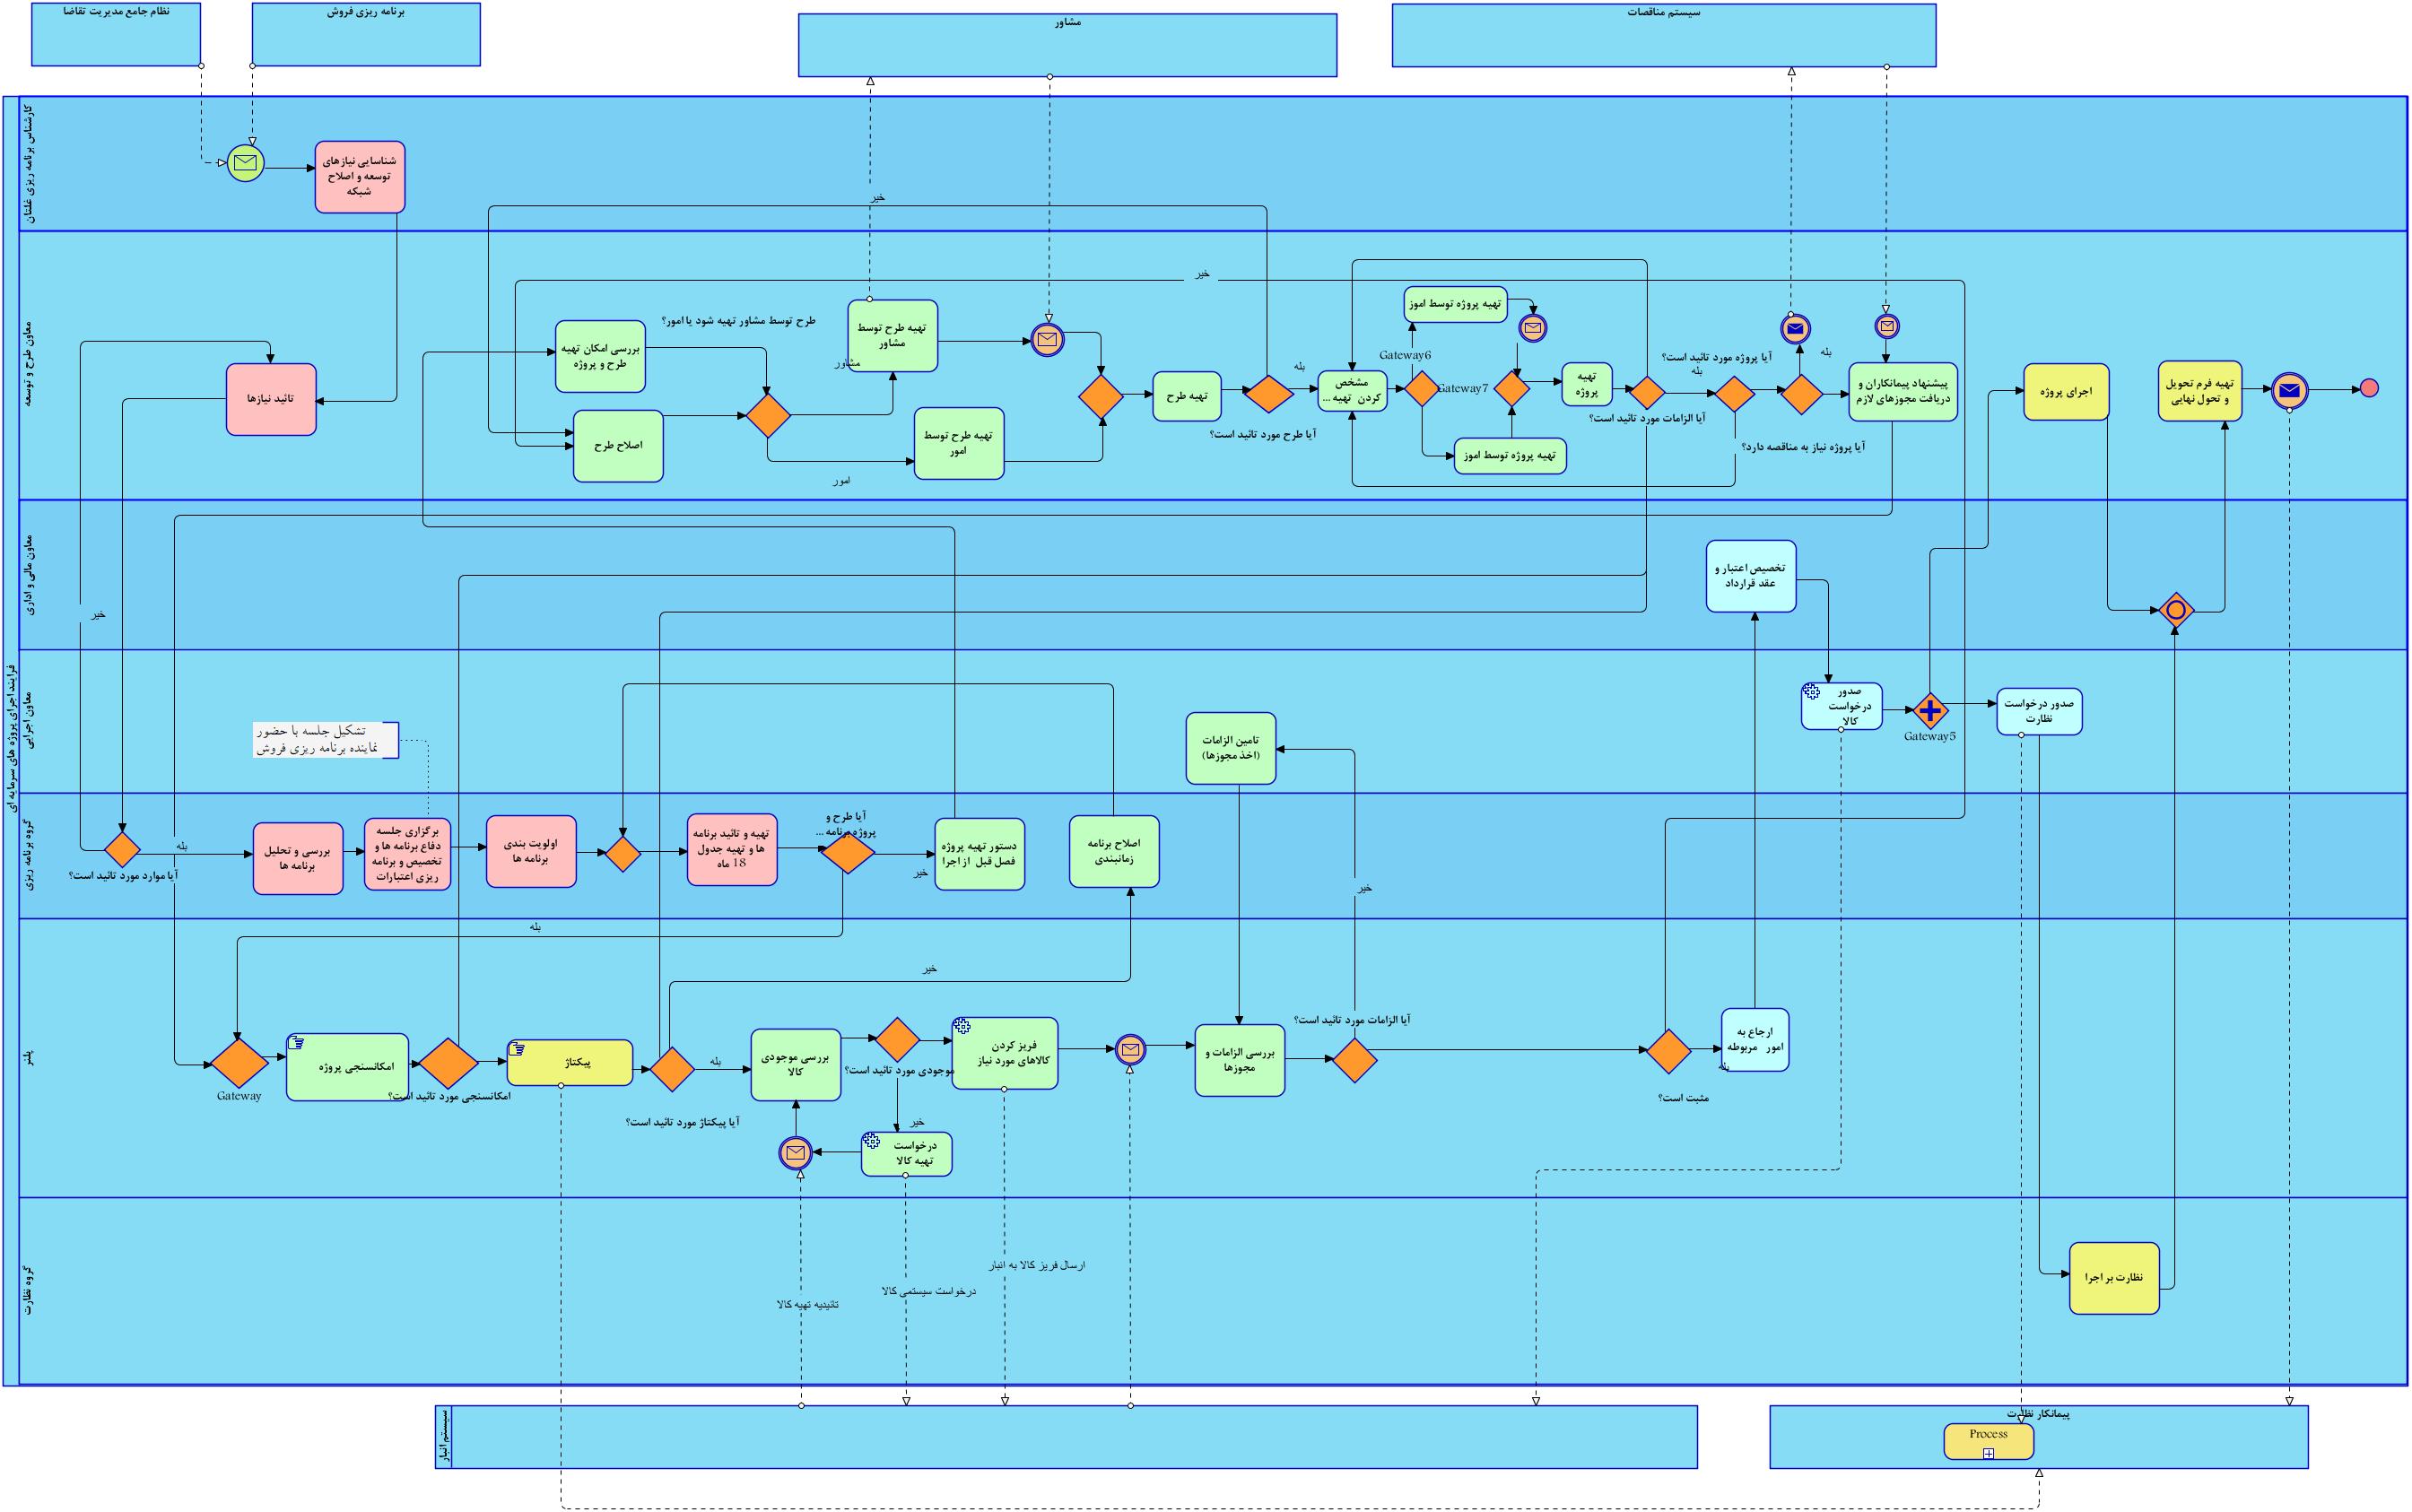 نظام جامع مدیریت تقاضا
برنامه ریزی فروش
مشاور
سیستم مناقصات
فرایند اجرای پروژه های سرمایه ای
کارشناس برنامه ریزی غلتان
شناسایی نیازهای
توسعه و اصلاح
شبکه
خیر
معاون طرح و توسعه
خیر
تائید نیازها
بررسی امکان تهیه
طرح و پروژه
اصلاح طرح
طرح توسط مشاور تهیه شود یا امور؟
تهیه طرح توسط
مشاور
مشاور
تهیه طرح توسط
امور
امور
تهیه طرح
بله
آیا طرح مورد تائید است؟
مشخص
کردن تهیه ...
تهیه پروژه توسط اموز
Gateway6
Gateway7
تهیه پروژه توسط اموز
تهیه
پروژه
آیا الزامات مورد تائید است؟
آیا پروژه مورد تائید است؟
بله
بله
آیا پروژه نیاز به مناقصه دارد؟
پیشنهاد پیمانکاران و
دریافت مجوزهای لازم
اجرای پروژه
تهیه فرم تحویل
و تحول نهایی
معاون مالی و اداری
خیر
تخصیص اعتبار و
عقد قرارداد
معاون اجرایی
تشکیل جلسه با حضور
نماینده برنامه ریزی فروش
تامین الزامات
(اخذ مجوزها)
صدور
درخواست
کالا
Gateway5
صدور درخواست
نظارت
گروه برنامه ریزی
بله
آیا موارد مورد تائید است؟
بررسی و تحلیل
برنامه ها
برگزاری جلسه
دفاع برنامه ها و
تخصیص و برنامه
ریزی اعتبارات
اولویت بندی
برنامه ها
تهیه و تائید برنامه
ها و تهیه جدول
18 ماه
آیا طرح و
پروژه برنامه ...
خیر
دستور تهیه پروژه
فصل قبل از اجرا
اصلاح برنامه
زمانبندی
خیر
پلنر
بله
خیر
Gateway
امکانسنجی پروژه
امکانسنجی مورد تائید است؟
پیکتاژ
بله
آیا پیکتاژ مورد تائید است؟
بررسی موجودی
کالا
موجودی مورد تائید است؟
خیر
درخواست
تهیه کالا
فریز کردن
کالاهای مورد نیاز
بررسی الزامات و
مجوزها
آیا الزامات مورد تائید است؟
مثبت است؟
بله
ارجاع به
امور مربوطه
گروه نظارت
تائیدیه تهیه کالا
درخواست سیستمی کالا
ارسال فریز کالا به انبار
نظارت بر اجرا
سیستم انبار
پیمانکار نظارت
Process